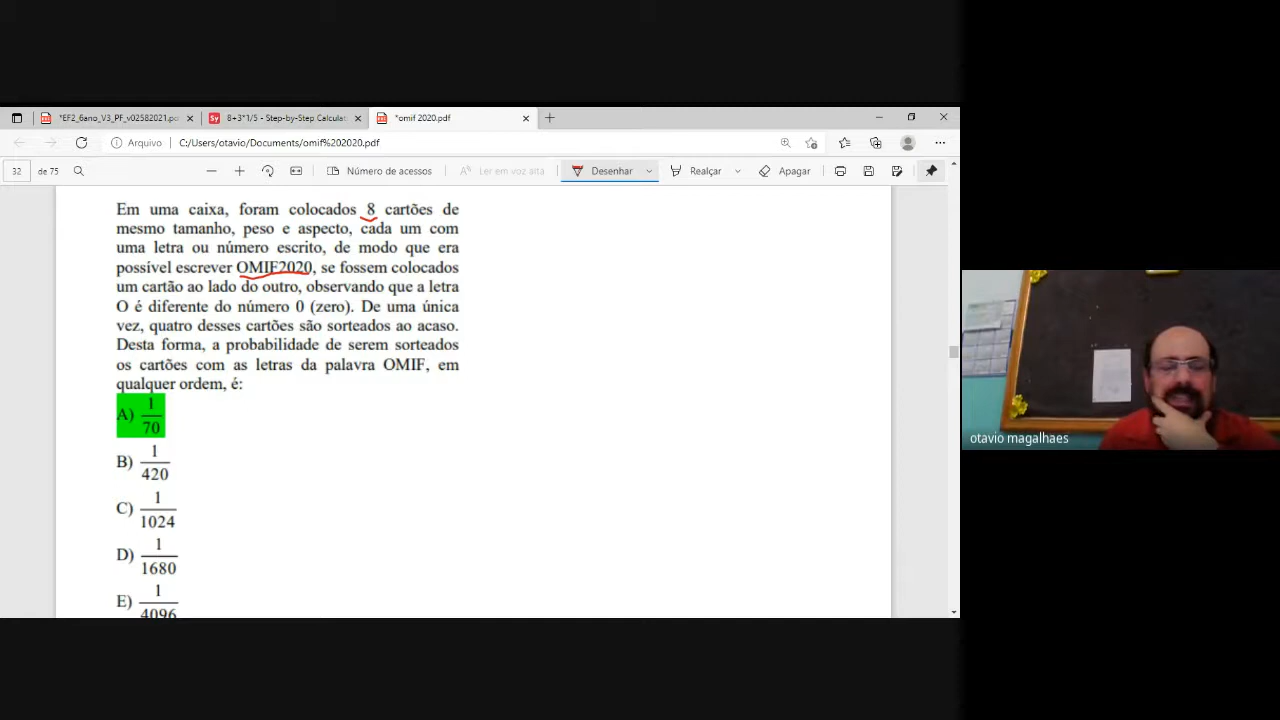 *EF2_6ano_V3_PF_v02582021.p
8+3*1/5 - Step-by-Step Calculat
*omif 2020.pdf
Arquivo
C:/Users/otavio/Documents/omif%202020.pdf
32
de 75
Número de acessos
Ler em voz alta
Desenhar
Realçar
Apagar
Em uma caixa, foram colocados 8 cartões de
mesmo tamanho, peso e aspecto, cada um com
uma letra ou número escrito, de modo que era
possível escrever OMIF2020, se fossem colocados
um cartão ao lado do outro, observando que a letra
O é diferente do número 0 (zero). De uma única
vez, quatro desses cartões são sorteados ao acaso.
Desta forma, a probabilidade de serem sorteados
os cartões com as letras da palavra OMIF, em
qualquer ordem, é:
A) 1/70
B) 1/420
C) 1/1024
D) 1/1680
E) 1/4096
otavio magalhaes